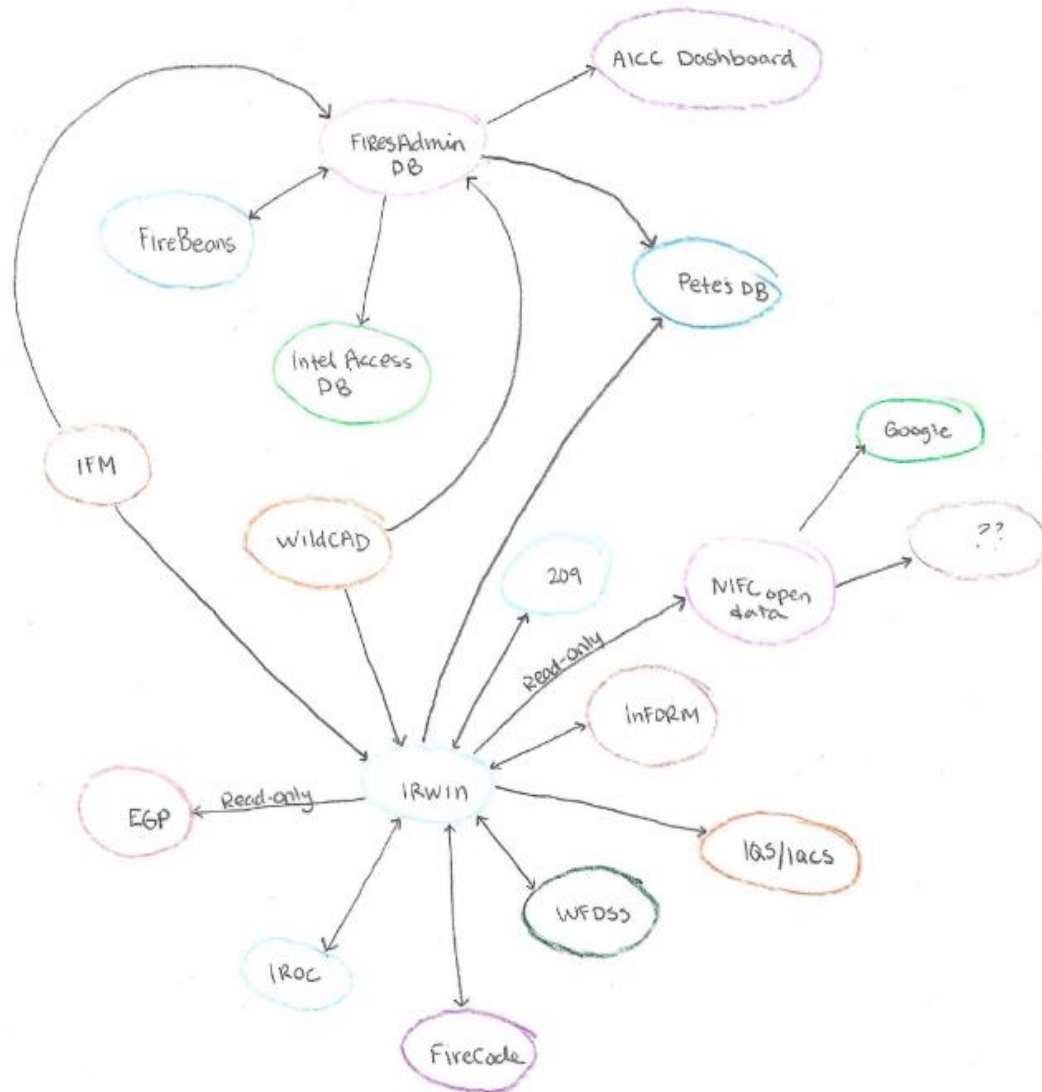 AICC Dashboard
FIResAdmin
DB
FireBeans
Pete's DB
Intel Access
DB
Google
IFM
WildCAD
??
209
NIFC open
data
Read-only
InFORM
IRWIN
Read-only
EGP
IQS/IQCS
WFDSS
IROC
FireCode